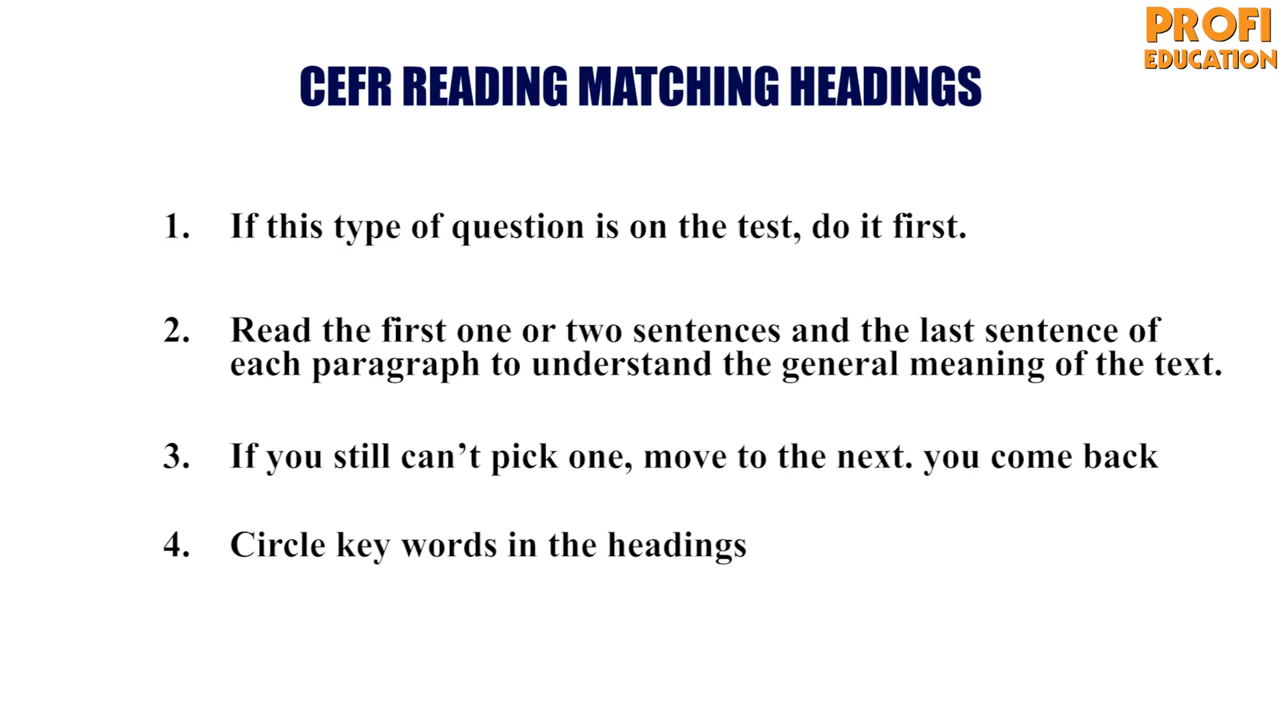 PROFI
EDUCATION
CEFR READING MATCHING HEADINGS
1. If this type of question is on the test, do it first.
2. Read the first one or two sentences and the last sentence of
each paragraph to understand the general meaning of the text.
3. If you still can’t pick one, move to the next. you come back
4. Circle key words in the headings